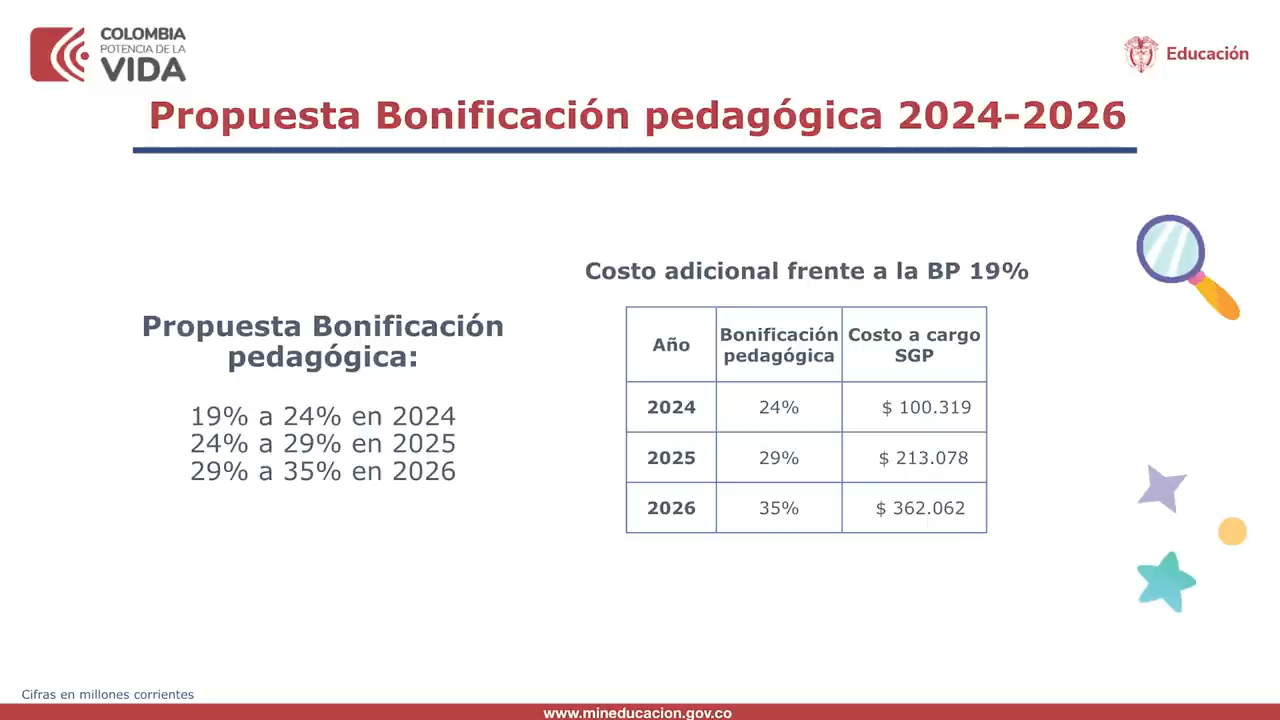 COLOMBIA
POTENCIA DE LA
VIDA
Educación
Propuesta Bonificación pedagógica 2024-2026
Propuesta Bonificación
pedagógica:
19% a 24% en 2024
24% a 29% en 2025
29% a 35% en 2026
Costo adicional frente a la BP 19%
Año Bonificación pedagógica Costo a cargo SGP
2024 24% $ 100.319
2025 29% $ 213.078
2026 35% $ 362.062
Cifras en millones corrientes
www.mineducacion.gov.co